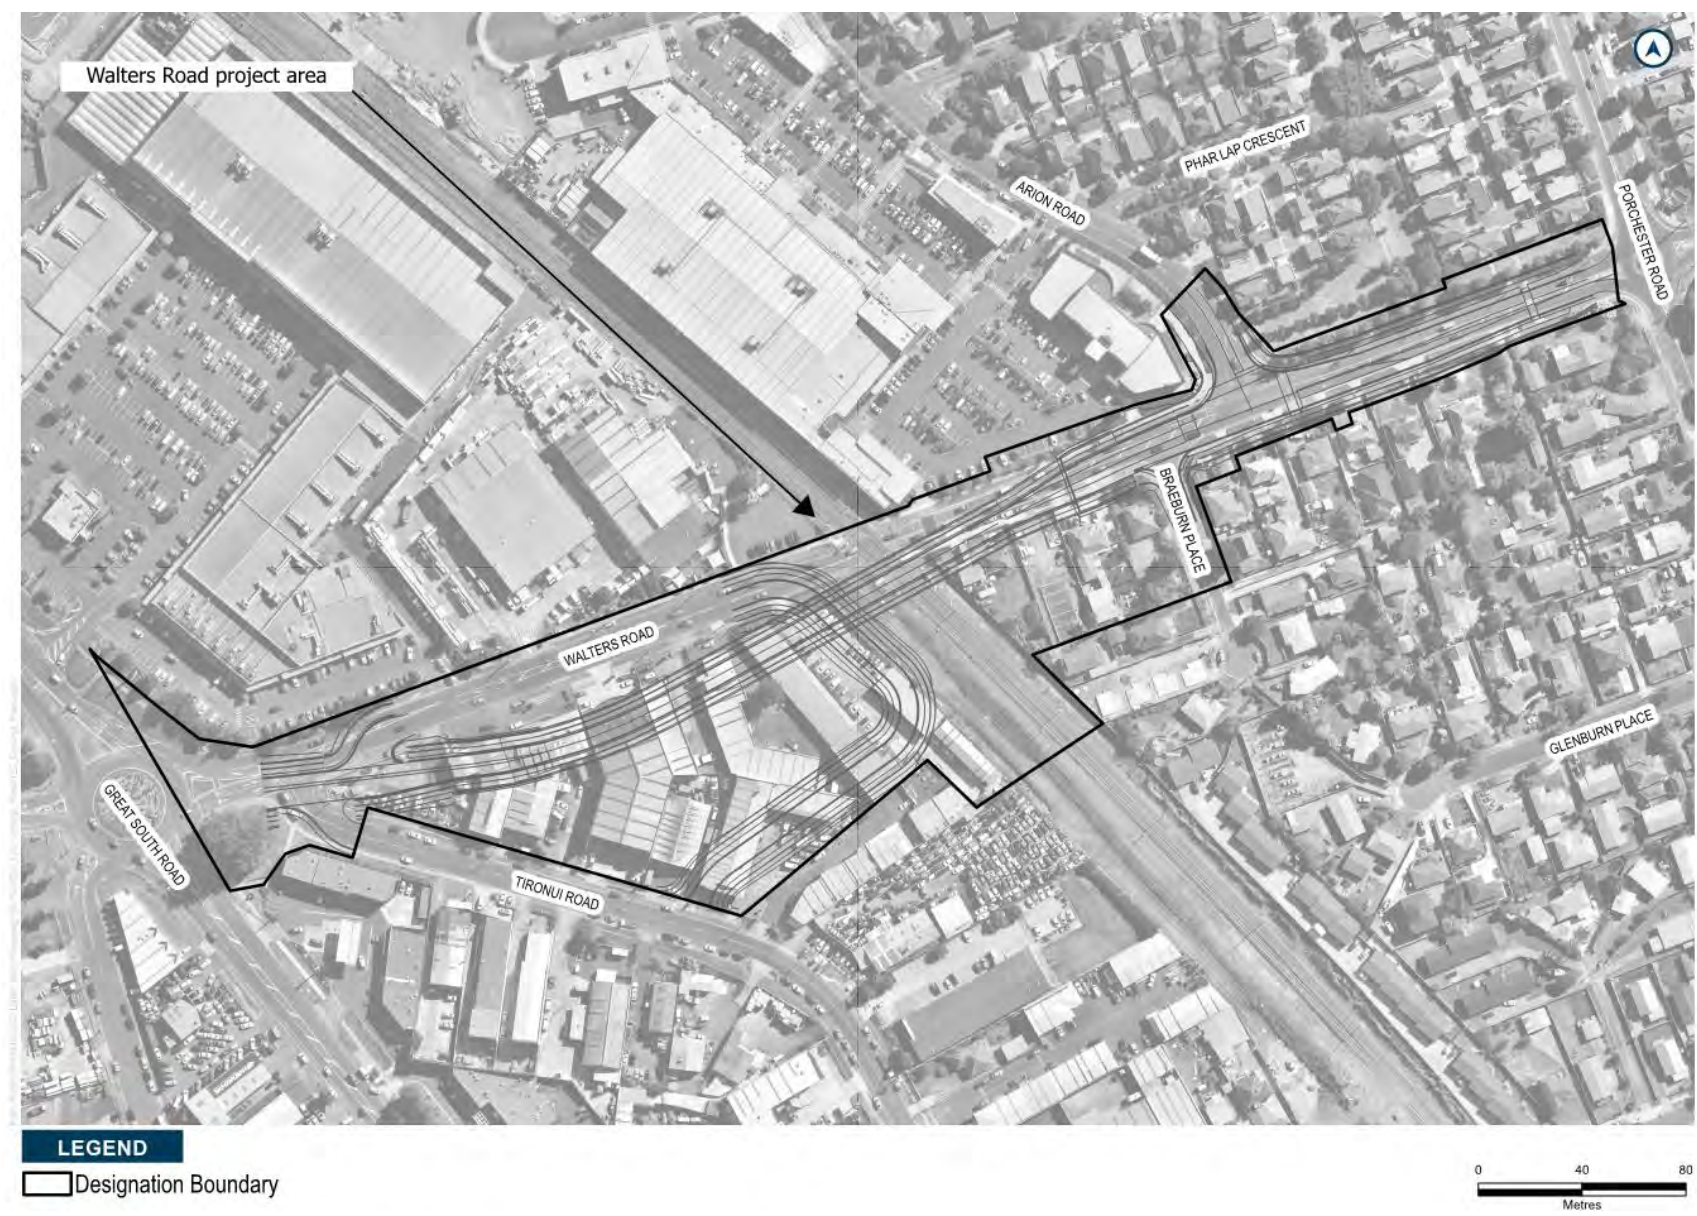 Walters Road project area
PHAR LAP CRESCENT
ARION ROAD
PORCHESTER ROAD
BRAEBURN PLACE
WALTERS ROAD
GLENBURN PLACE
GREAT SOUTH ROAD
TIRONUI ROAD
LEGEND
Designation Boundary
0 40 80
Metres